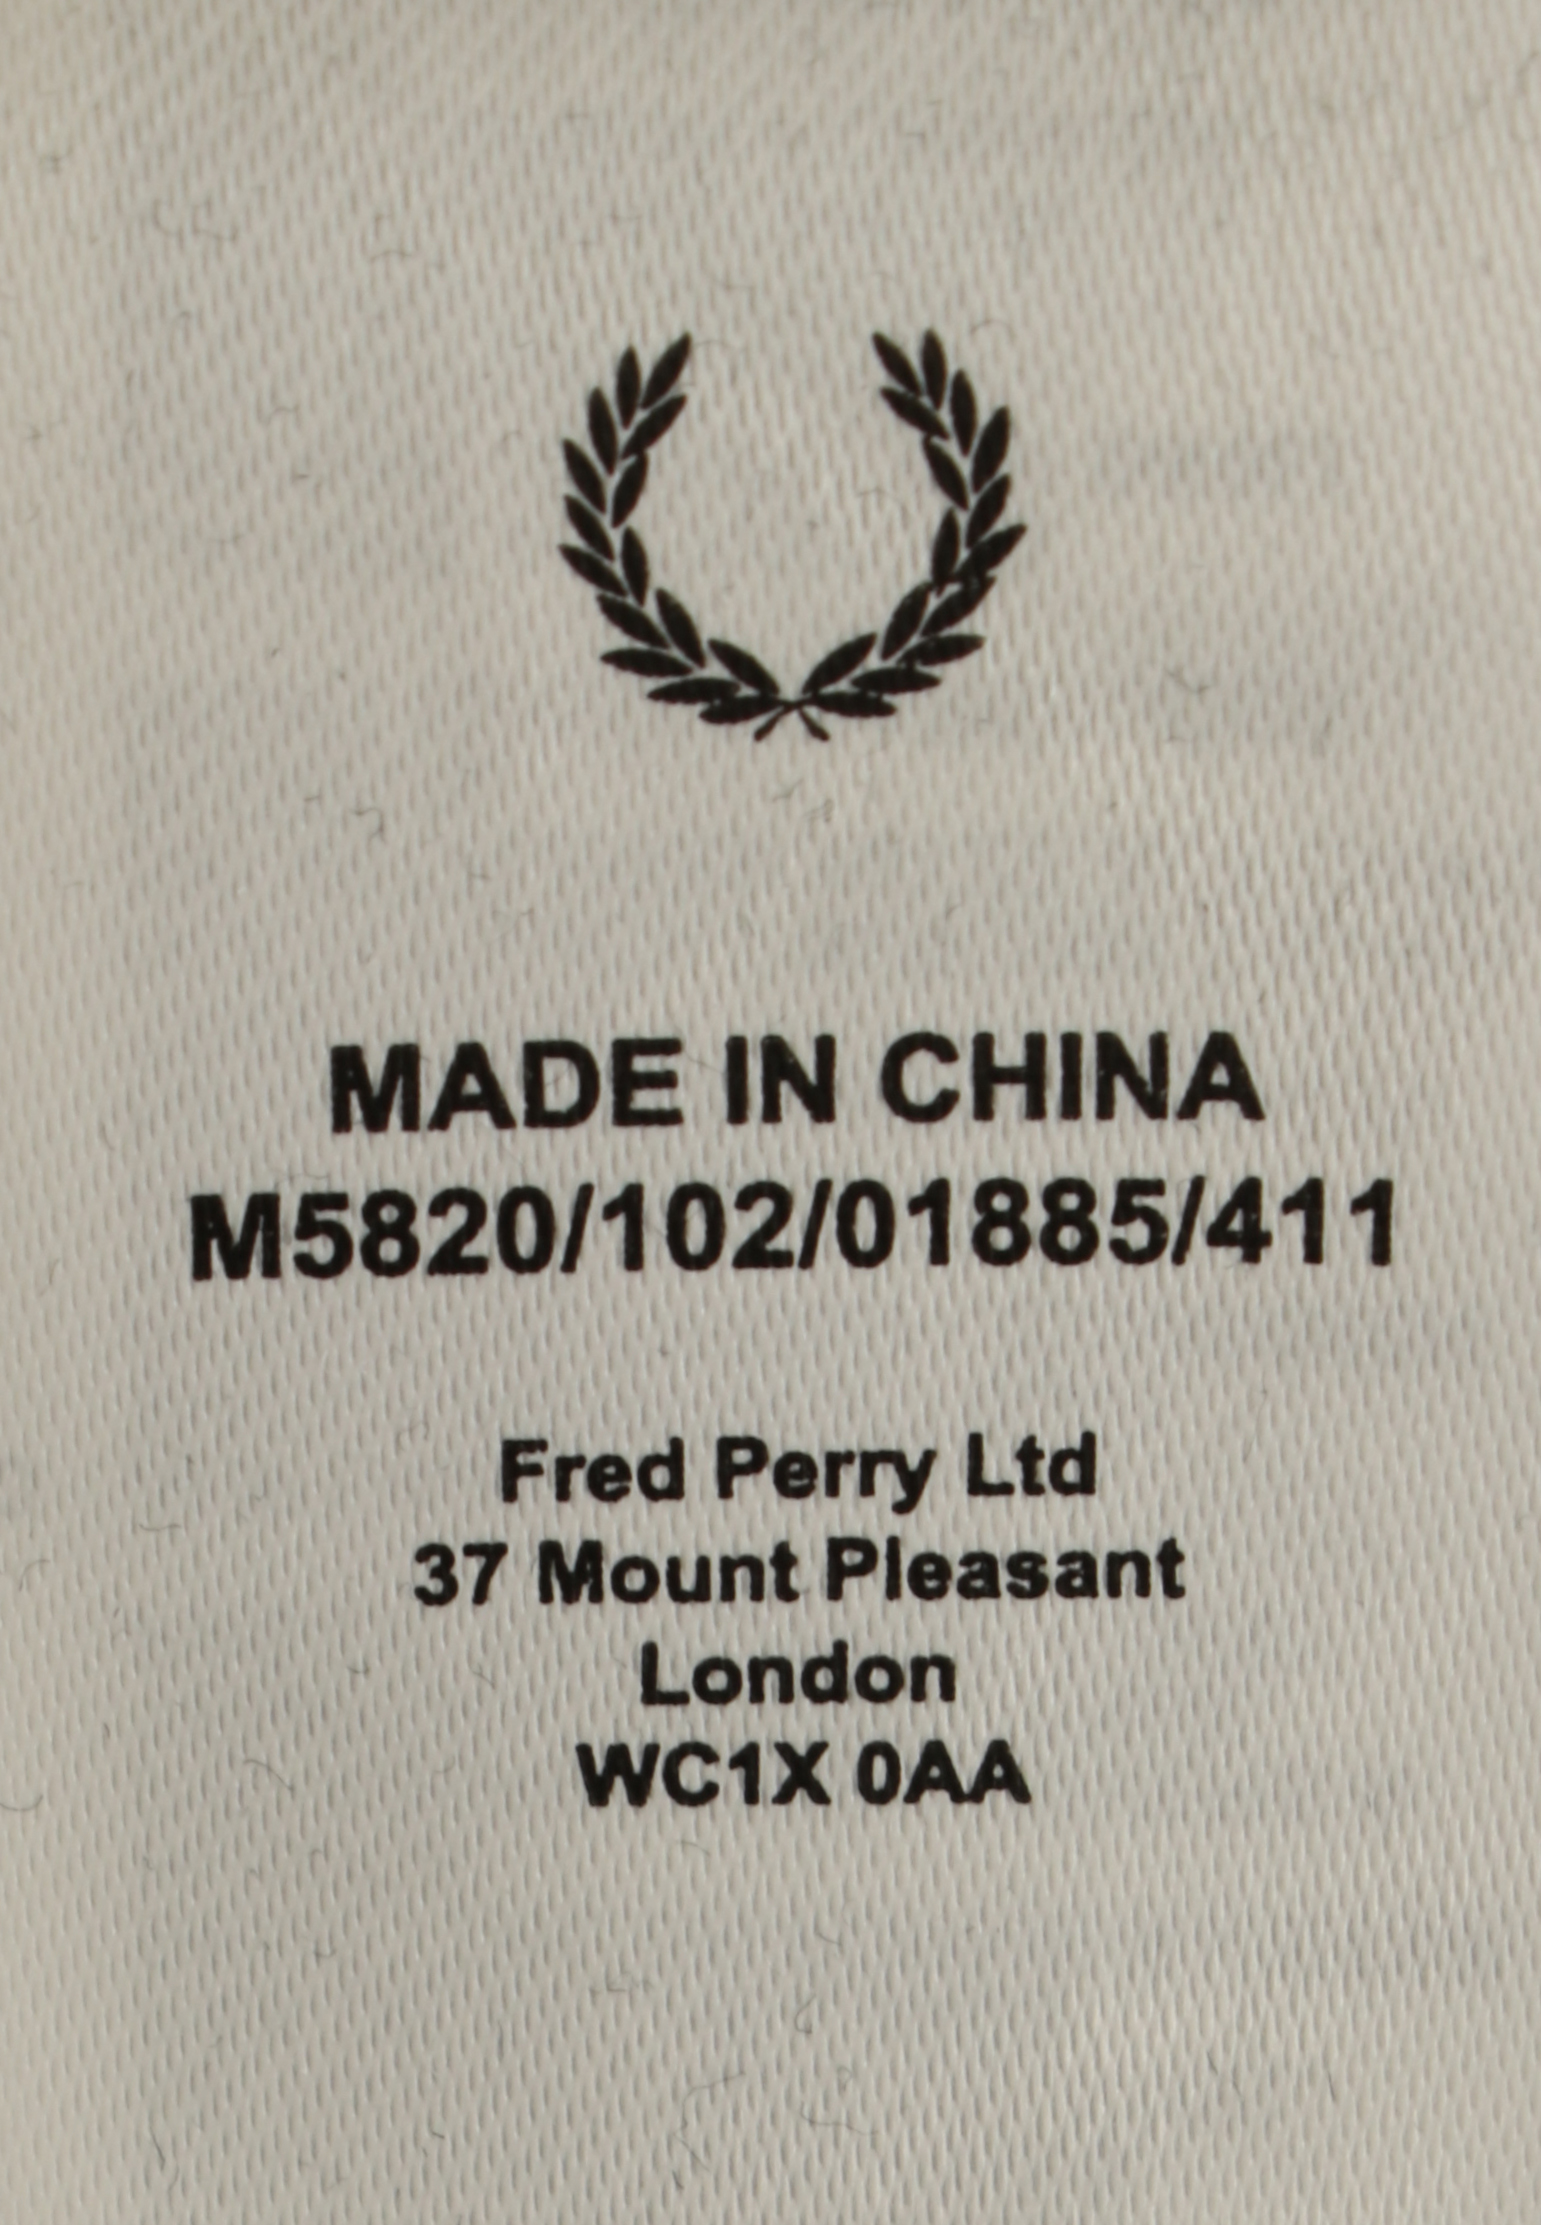 MADE IN CHINA
M5820/102/01885/411
Fred Perry Ltd
37 Mount Pleasant
London
WC1X 0AA